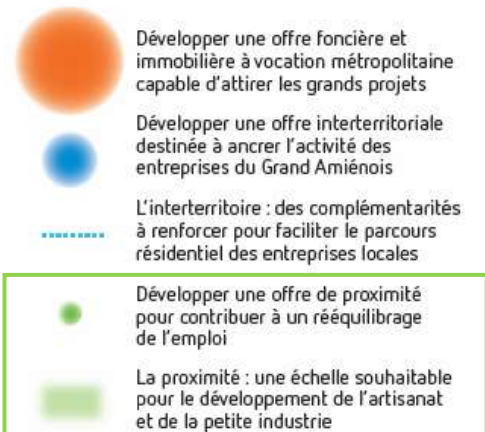 Développer une offre foncière et
immobilière à vocation métropolitaine
capable d'attirer les grands projets
Développer une offre interterritoriale
destinée à ancrer l'activité des
entreprises du Grand Amiénois
L'interterritoire : des complémentarités
à renforcer pour faciliter le parcours
résidentiel des entreprises locales
Développer une offre de proximité
pour contribuer à un rééquilibrage
de l'emploi
La proximité : une échelle souhaitable
pour le développement de l'artisanat
et de la petite industrie